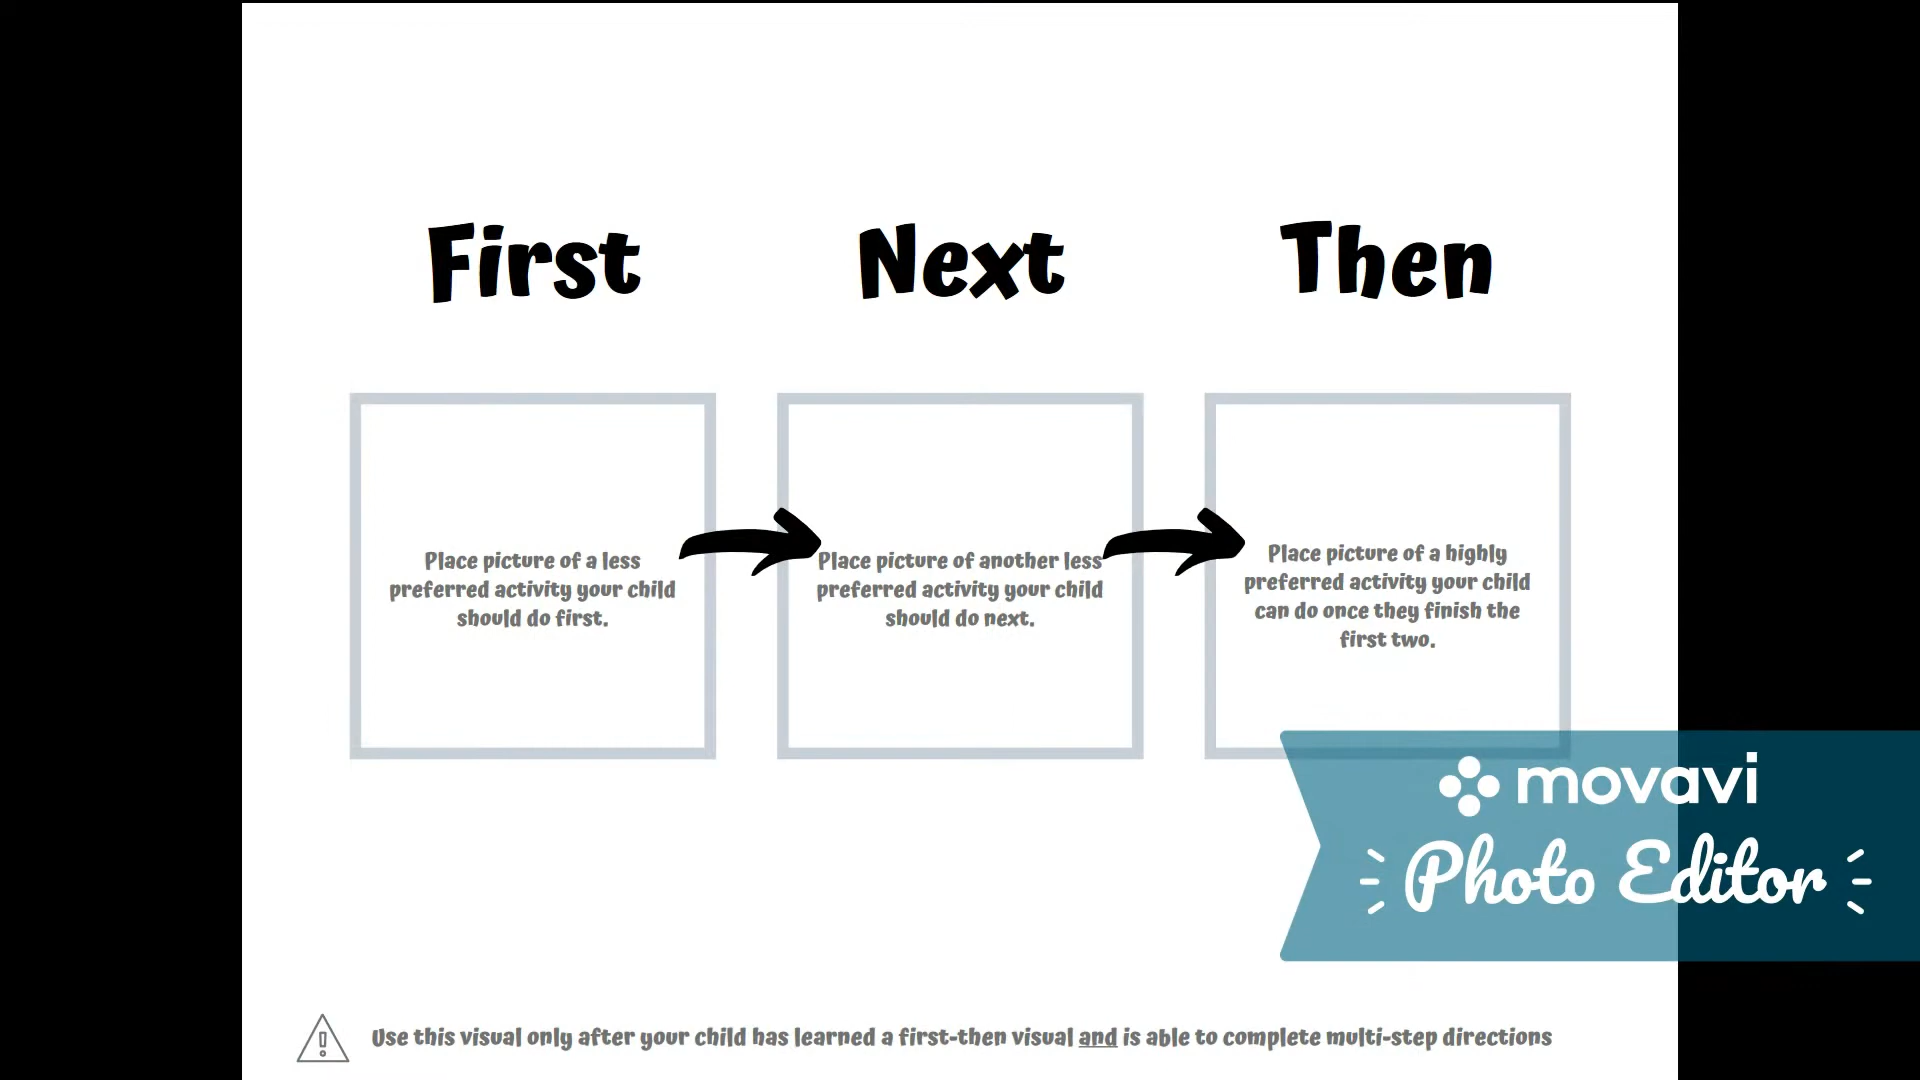 First
Next
Then
Place picture of a less
preferred activity your child
should do first.
Place picture of another less
preferred activity your child
should do next.
Place picture of a highly
preferred activity your child
can do once they finish the
first two.
movavi
Photo Editor
Use this visual only after your child has learned a first-then visual and is able to complete multi-step directions